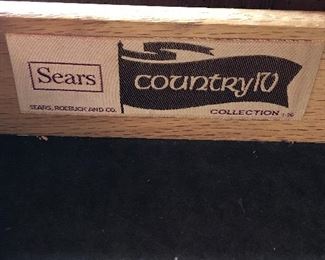 Sears
COUNTRY IV
SEARS, ROEBUCK AND CO.
COLLECTION